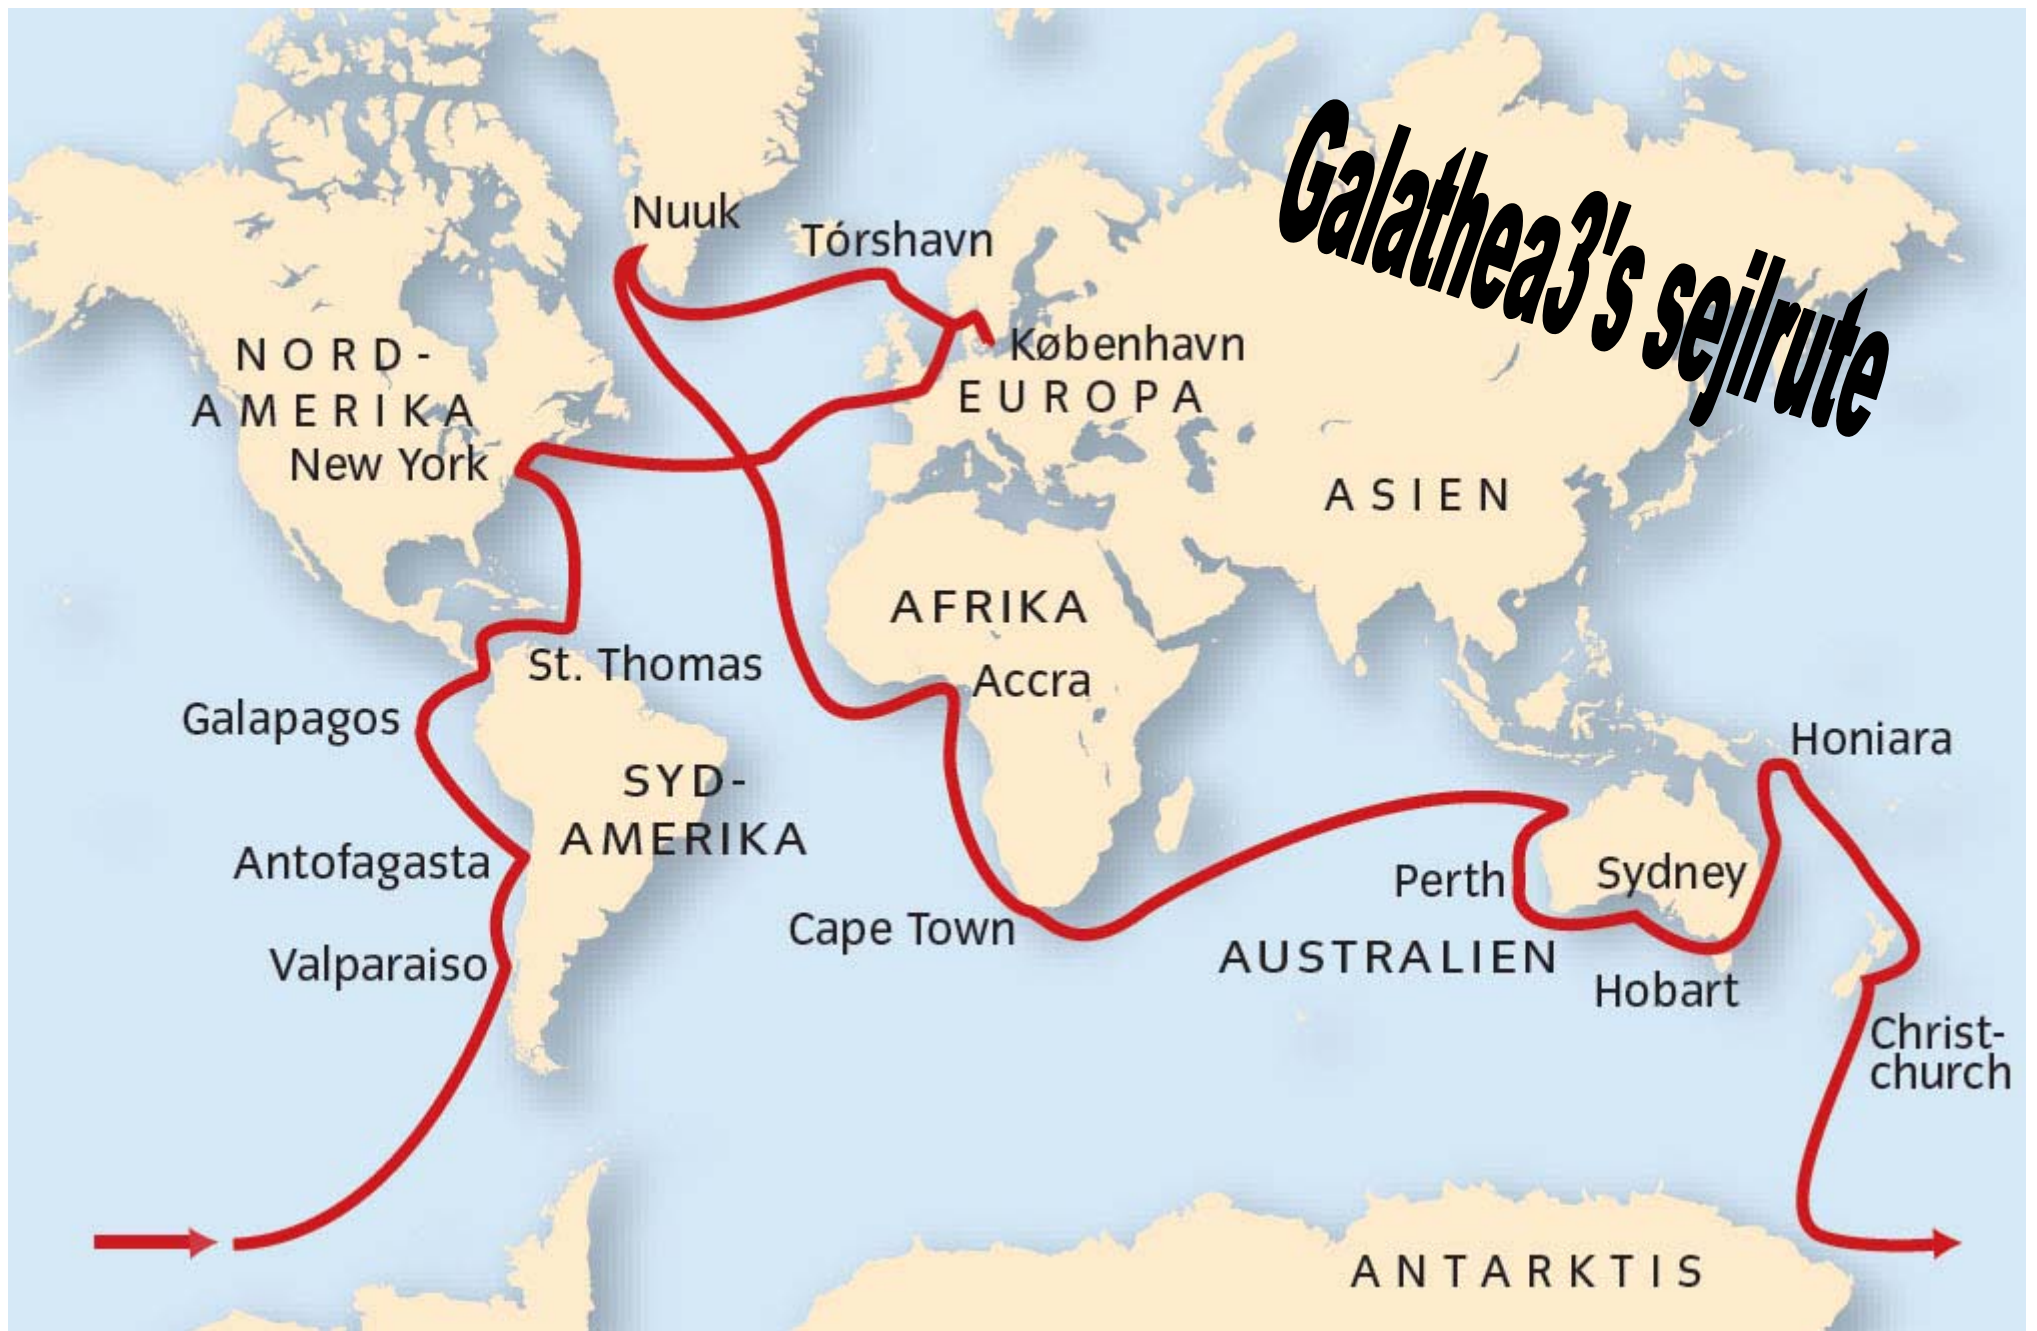 Galathea3's sejlrute
Nuuk
Tórshavn
København
EUROPA
NORD-
AMERIKA
New York
ASIEN
AFRIKA
Accra
St. Thomas
Galapagos
SYD-
AMERIKA
Honiara
Antofagasta
Perth
Sydney
Cape Town
Valparaiso
AUSTRALIEN
Hobart
Christ-
church
ANTARKTIS